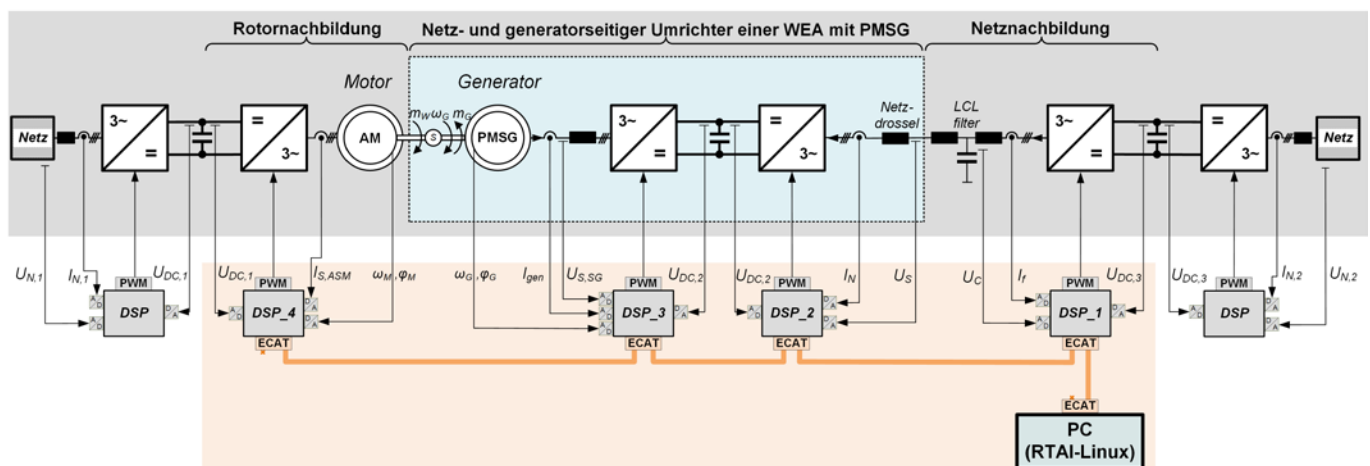 Rotornachbildung
Netz- und generatorseitiger Umrichter einer WEA mit PMSG
Netznachbildung
Motor
Generator
Netz
3~
=
=
3~
AM
m_W ω_G m_G
S
PMSG
3~
=
=
3~
Netz-
drossel
LCL
filter
3~
=
=
3~
Netz
U_N,1
I_N,1
U_DC,1
U_DC,1
I_S,ASM
ω_M ,φ_M
ω_G ,φ_G
I_gen
U_S,SG
U_DC,2
U_DC,2
I_N
U_S
U_C
I_f
U_DC,3
U_DC,3
I_N,2
U_N,2
PWM
PWM
PWM
PWM
PWM
PWM
A D
A D
D A
DSP
A D
D A
D A
DSP_4
A D
A D
A D
D A
DSP_3
A D
D A
D A
DSP_2
A D
A D
D A
DSP_1
A D
D A
D A
DSP
ECAT
ECAT
ECAT
ECAT
ECAT
PC
(RTAI-Linux)